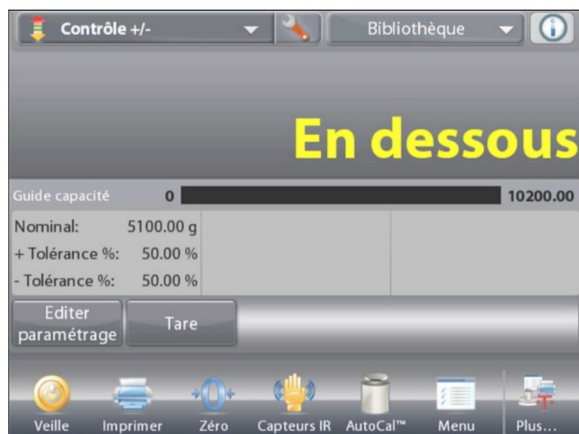 Contrôle +/-
Bibliothèque
En dessous
Guide capacité 0 10200.00
Nominal: 5100.00 g
+ Tolérance %: 50.00 %
- Tolérance %: 50.00 %
Editer
paramétrage
Tare
Veille Imprimer Zéro Capteurs IR AutoCal™ Menu Plus...